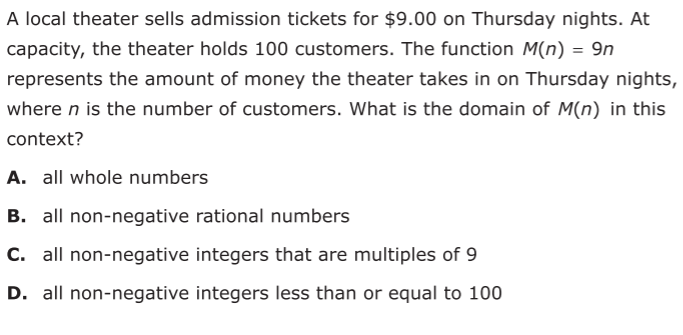 A local theater sells admission tickets for $9.00 on Thursday nights. At
capacity, the theater holds 100 customers. The function M(n) = 9n
represents the amount of money the theater takes in on Thursday nights,
where n is the number of customers. What is the domain of M(n) in this
context?
A. all whole numbers
B. all non-negative rational numbers
C. all non-negative integers that are multiples of 9
D. all non-negative integers less than or equal to 100